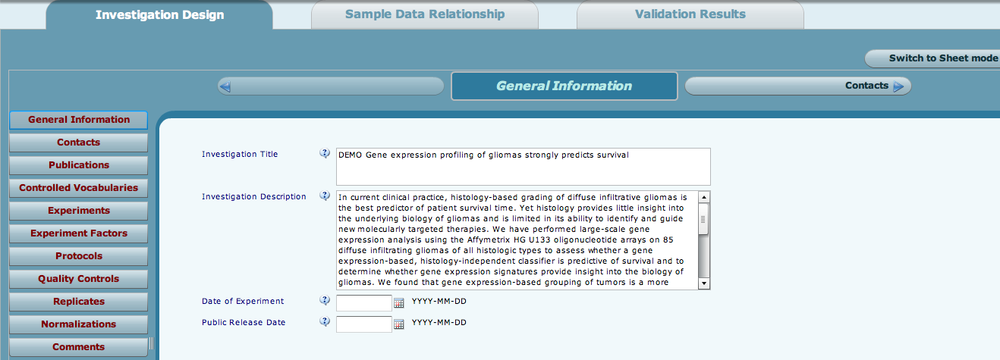 Investigation Design
Sample Data Relationship
Validation Results
Switch to Sheet mode
General Information
Contacts
General Information
Contacts
Publications
Controlled Vocabularies
Experiments
Experiment Factors
Protocols
Quality Controls
Replicates
Normalizations
Comments
Investigation Title
DEMO Gene expression profiling of gliomas strongly predicts survival
Investigation Description
In current clinical practice, histology-based grading of diffuse infiltrative gliomas is
the best predictor of patient survival time. Yet histology provides little insight into
the underlying biology of gliomas and is limited in its ability to identify and guide
new molecularly targeted therapies. We have performed large-scale gene
expression analysis using the Affymetrix HG U133 oligonucleotide arrays on 85
diffuse infiltrating gliomas of all histologic types to assess whether a gene
expression-based, histology-independent classifier is predictive of survival and to
determine whether gene expression signatures provide insight into the biology of
gliomas. We found that gene expression-based grouping of tumors is a more
Date of Experiment
YYYY-MM-DD
Public Release Date
YYYY-MM-DD